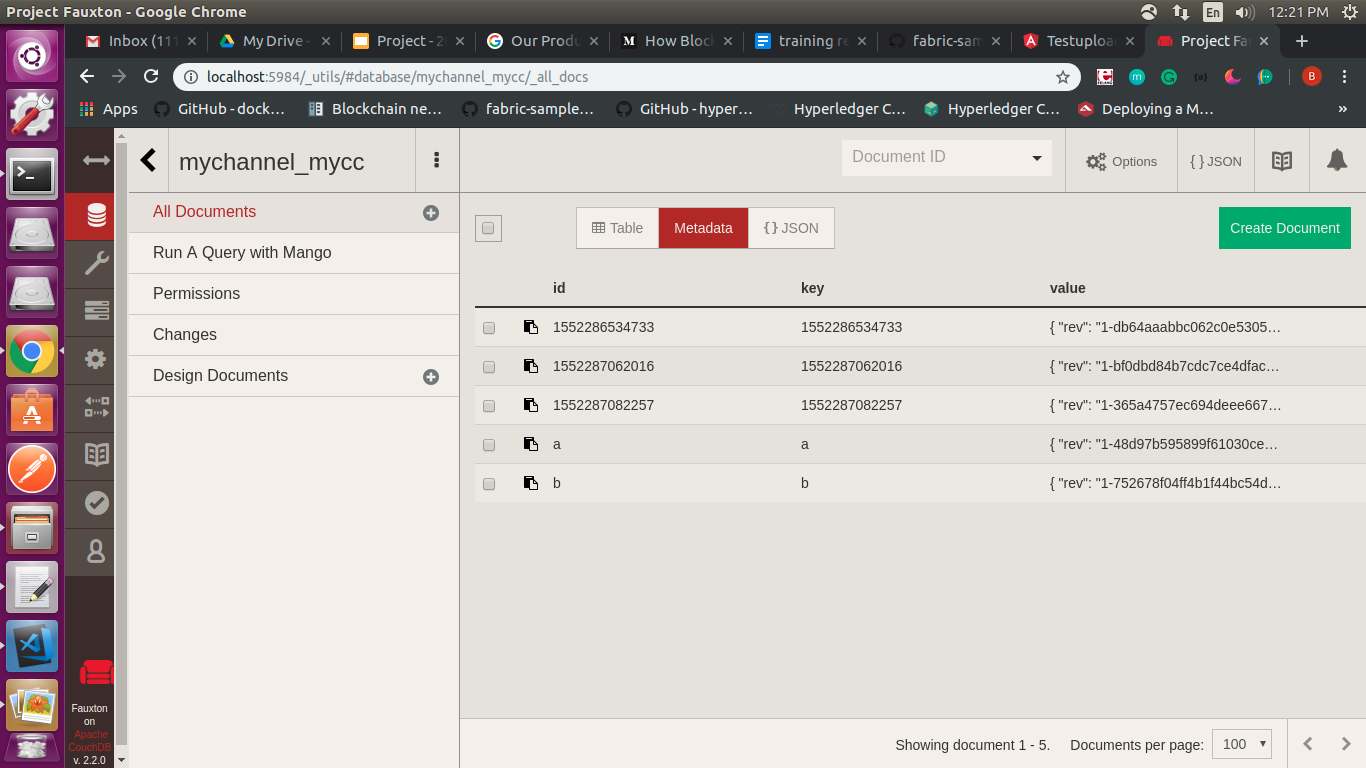 Project Fauxton - Google Chrome
En
12:21 PM
Inbox (111
My Drive -
Project - 20
Our Produ
How Block
training re
fabric-sam
Testupload
Project Fau
localhost:5984/_utils/#database/mychannel_mycc/_all_docs
B
Apps
GitHub - dock...
Blockchain ne...
fabric-sample...
GitHub - hyper...
Hyperledger C...
Hyperledger C...
Deploying a M...
»
mychannel_mycc
Document ID
Options
{ } JSON
All Documents
Run A Query with Mango
Permissions
Changes
Design Documents
Table
Metadata
{ } JSON
Create Document
id key value
1552286534733 1552286534733 { "rev": "1-db64aaabbc062c0e5305...
1552287062016 1552287062016 { "rev": "1-bf0dbd84b7cdc7ce4dfac...
1552287082257 1552287082257 { "rev": "1-365a4757ec694deee667...
a a { "rev": "1-48d97b595899f61030ce...
b b { "rev": "1-752678f04ff4b1f44bc54d...
Fauxton
on
Apache
CouchDB
v. 2.2.0
Showing document 1 - 5.
Documents per page:
100